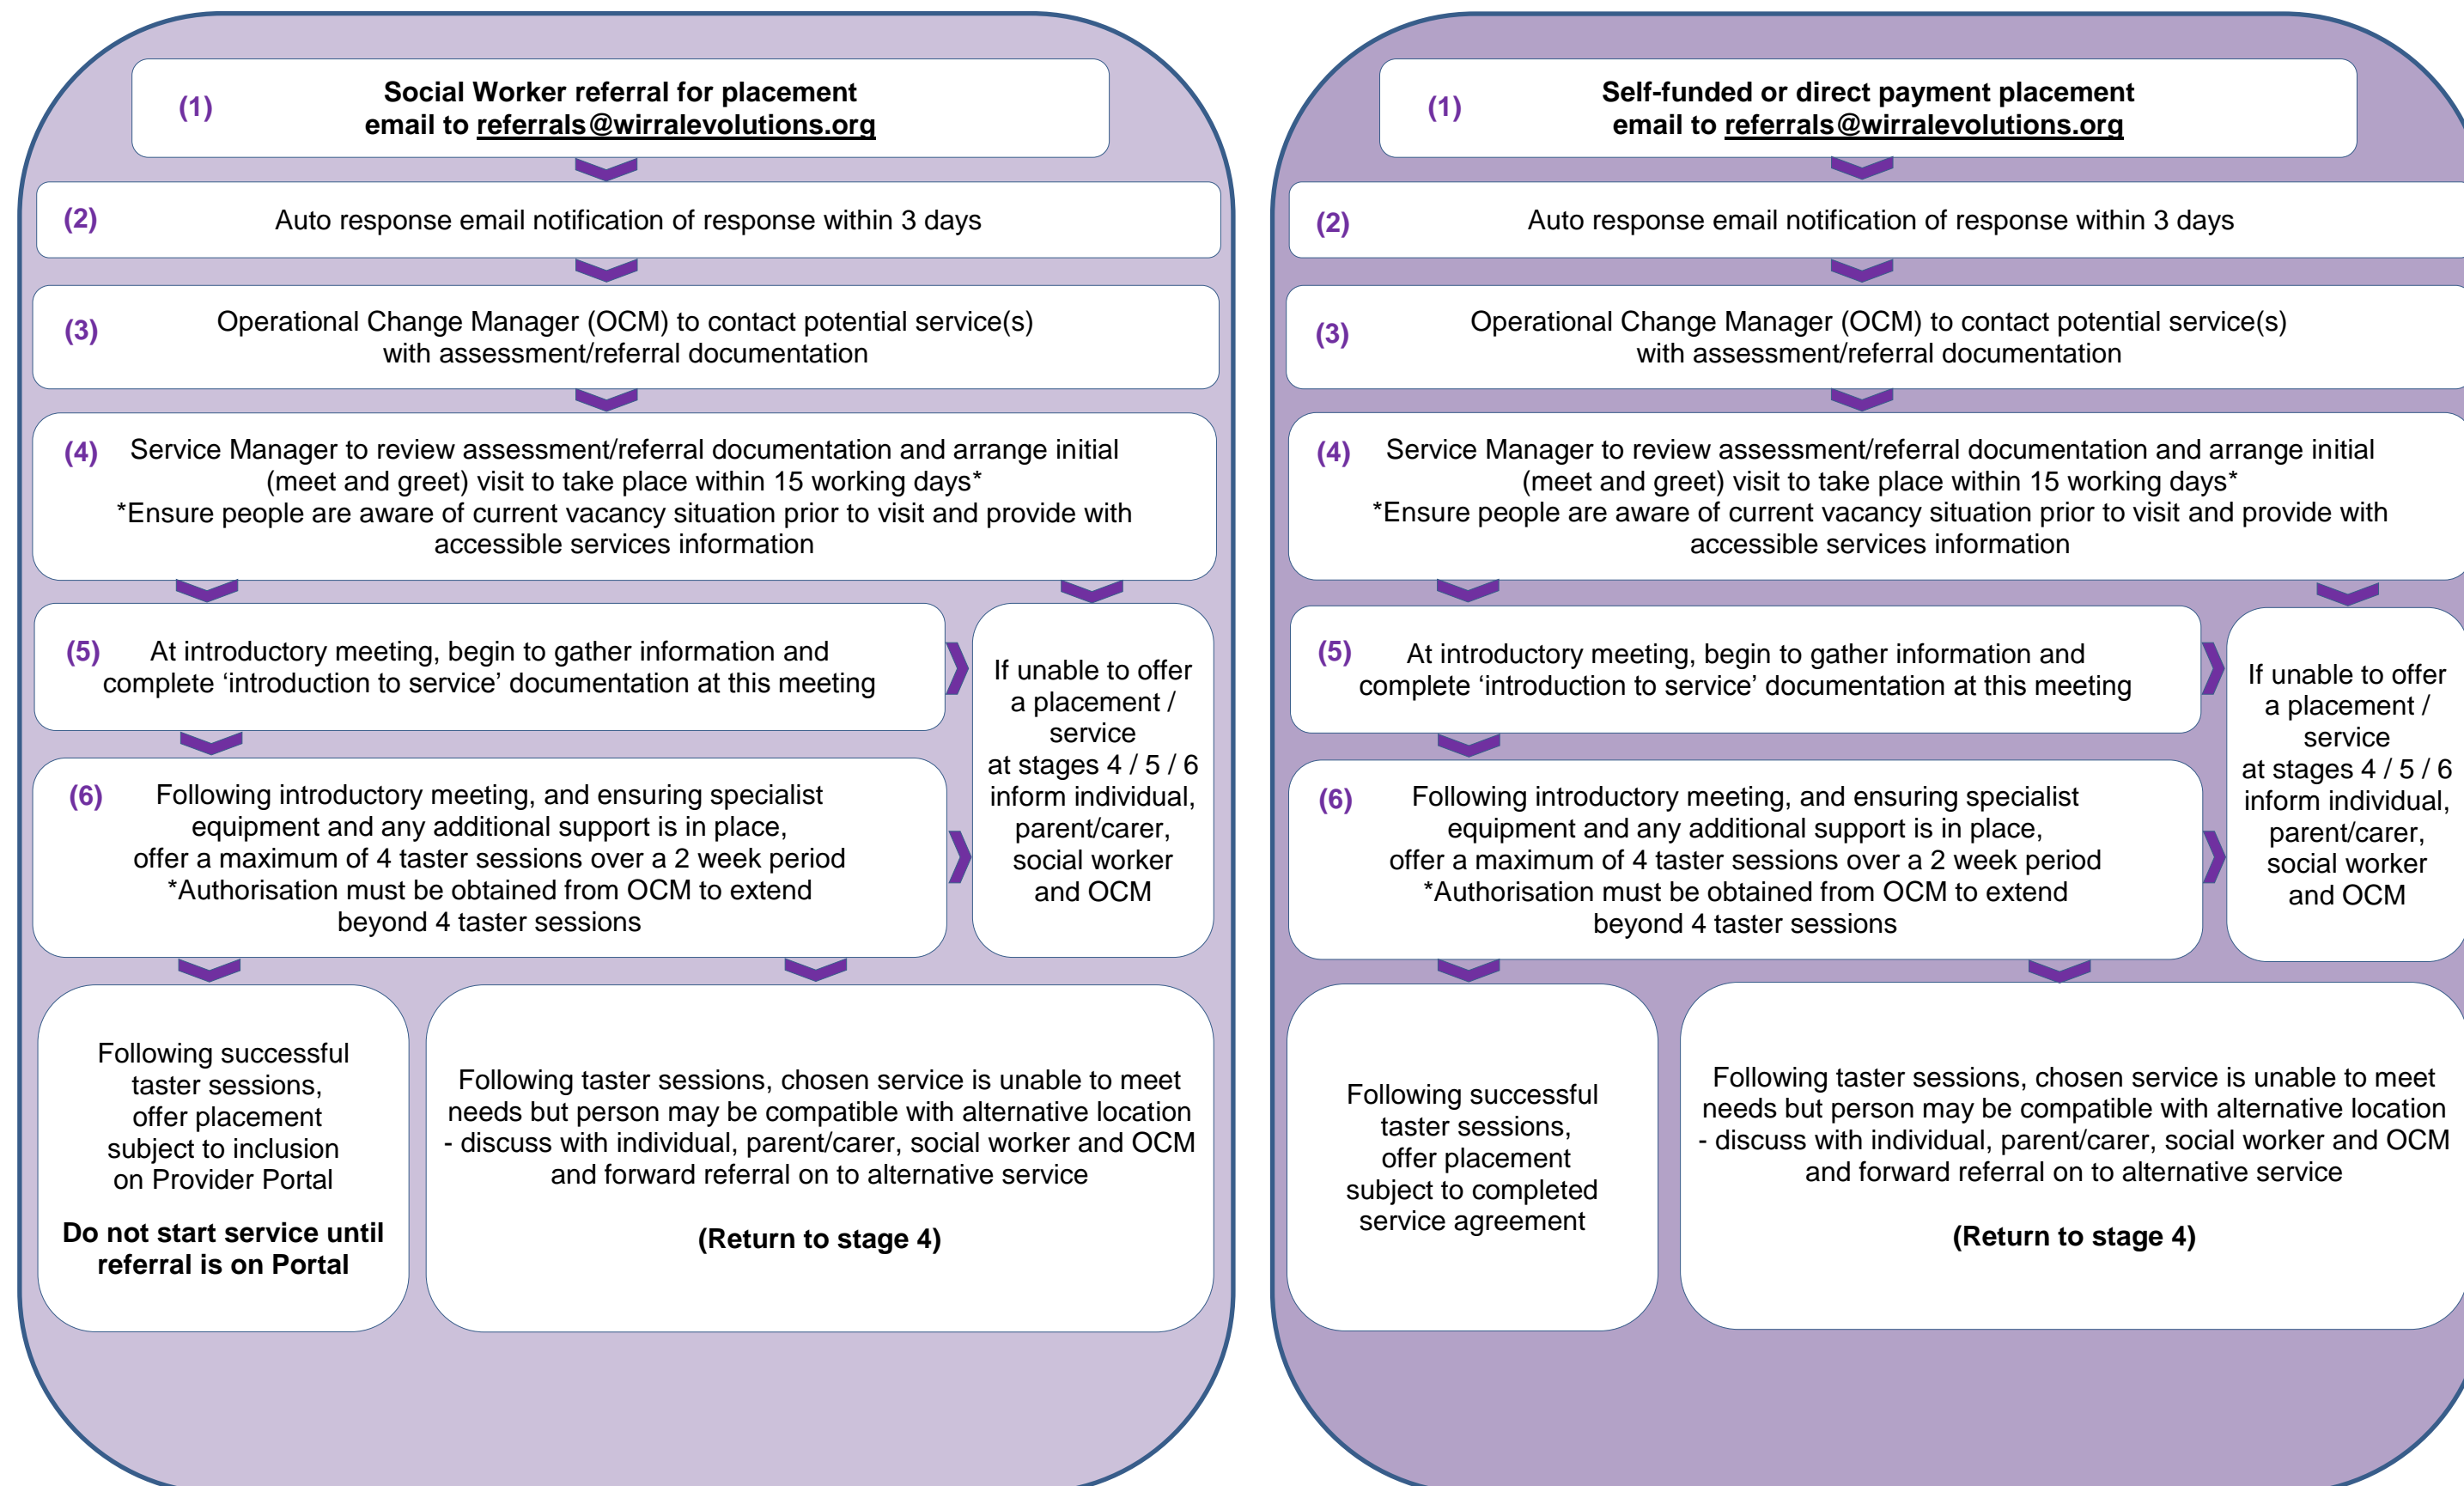 (1)
Social Worker referral for placement
email to referrals@wirralevolutions.org
(2)
Auto response email notification of response within 3 days
(3)
Operational Change Manager (OCM) to contact potential service(s)
with assessment/referral documentation
(4)
Service Manager to review assessment/referral documentation and arrange initial
(meet and greet) visit to take place within 15 working days*
*Ensure people are aware of current vacancy situation prior to visit and provide with
accessible services information
(5)
At introductory meeting, begin to gather information and
complete ‘introduction to service’ documentation at this meeting
(6)
Following introductory meeting, and ensuring specialist
equipment and any additional support is in place,
offer a maximum of 4 taster sessions over a 2 week period
*Authorisation must be obtained from OCM to extend
beyond 4 taster sessions
If unable to offer
a placement /
service
at stages 4 / 5 / 6
inform individual,
parent/carer,
social worker
and OCM
Following successful
taster sessions,
offer placement
subject to inclusion
on Provider Portal
Do not start service until
referral is on Portal
Following taster sessions, chosen service is unable to meet
needs but person may be compatible with alternative location
- discuss with individual, parent/carer, social worker and OCM
and forward referral on to alternative service
(Return to stage 4)
(1)
Self-funded or direct payment placement
email to referrals@wirralevolutions.org
(2)
Auto response email notification of response within 3 days
(3)
Operational Change Manager (OCM) to contact potential service(s)
with assessment/referral documentation
(4)
Service Manager to review assessment/referral documentation and arrange initial
(meet and greet) visit to take place within 15 working days*
*Ensure people are aware of current vacancy situation prior to visit and provide with
accessible services information
(5)
At introductory meeting, begin to gather information and
complete ‘introduction to service’ documentation at this meeting
(6)
Following introductory meeting, and ensuring specialist
equipment and any additional support is in place,
offer a maximum of 4 taster sessions over a 2 week period
*Authorisation must be obtained from OCM to extend
beyond 4 taster sessions
If unable to offer
a placement /
service
at stages 4 / 5 / 6
inform individual,
parent/carer,
social worker
and OCM
Following successful
taster sessions,
offer placement
subject to completed
service agreement
Following taster sessions, chosen service is unable to meet
needs but person may be compatible with alternative location
- discuss with individual, parent/carer, social worker and OCM
and forward referral on to alternative service
(Return to stage 4)